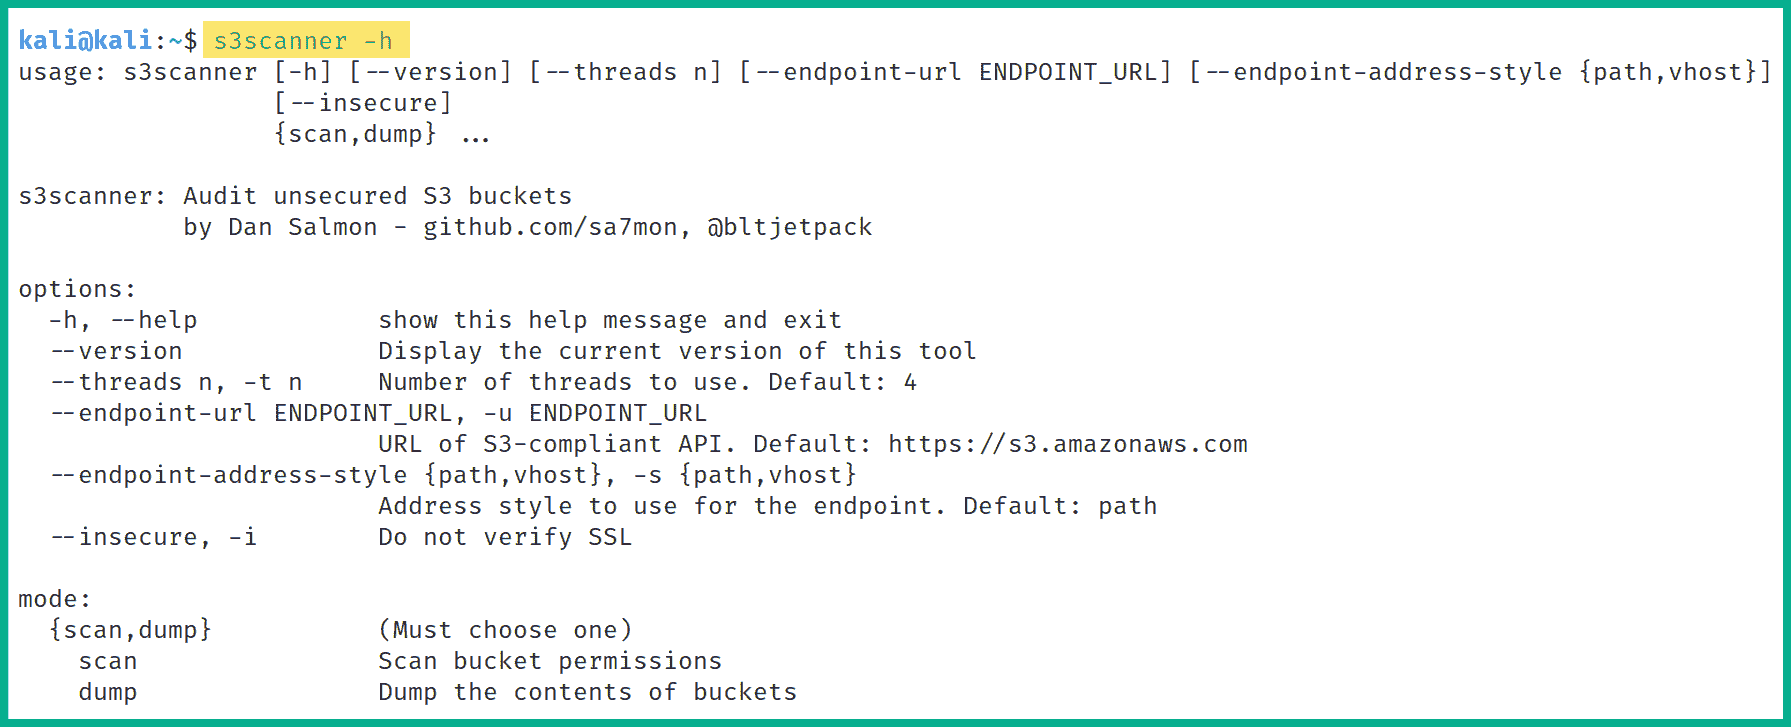 kali@kali:~$ s3scanner -h
usage: s3scanner [-h] [--version] [--threads n] [--endpoint-url ENDPOINT_URL] [--endpoint-address-style {path,vhost}]
[--insecure]
{scan,dump} ...
s3scanner: Audit unsecured S3 buckets
by Dan Salmon - github.com/sa7mon, @bltjetpack
options:
-h, --help show this help message and exit
--version Display the current version of this tool
--threads n, -t n Number of threads to use. Default: 4
--endpoint-url ENDPOINT_URL, -u ENDPOINT_URL
URL of S3-compliant API. Default: https://s3.amazonaws.com
--endpoint-address-style {path,vhost}, -s {path,vhost}
Address style to use for the endpoint. Default: path
--insecure, -i Do not verify SSL
mode:
{scan,dump} (Must choose one)
scan Scan bucket permissions
dump Dump the contents of buckets